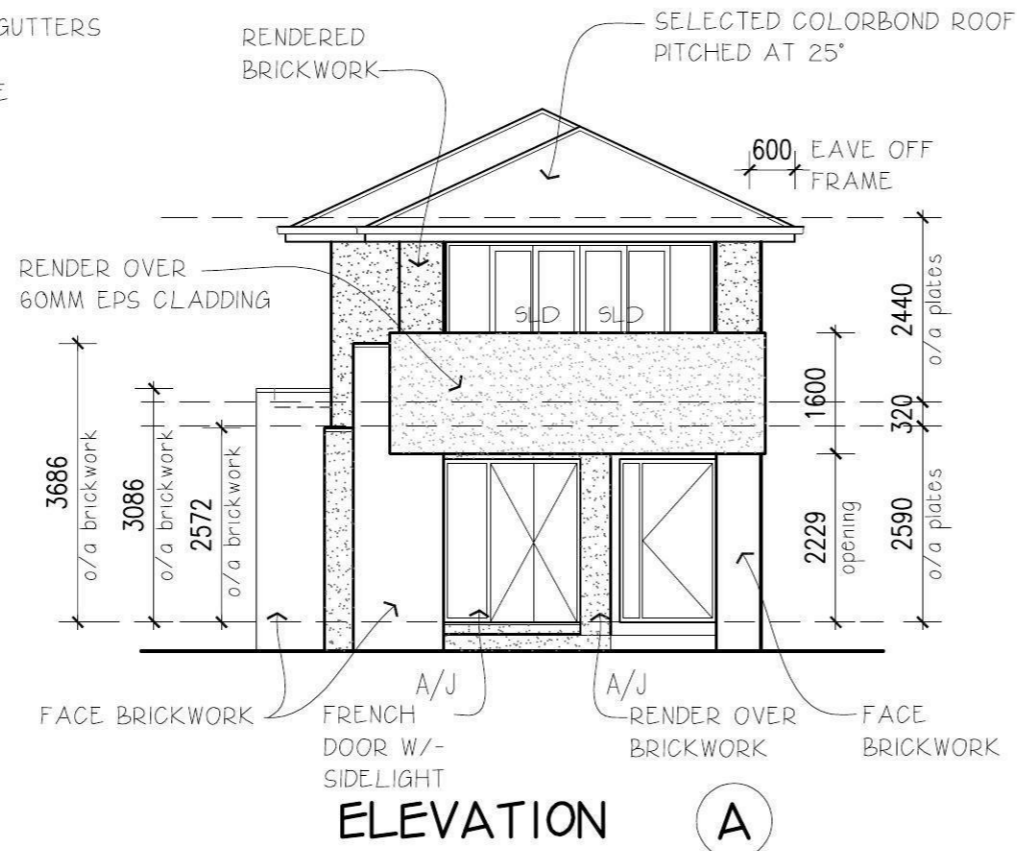 GUTTERS
E
RENDERED
BRICKWORK
SELECTED COLORBOND ROOF
PITCHED AT 25°
600
EAVE OFF
FRAME
RENDER OVER
60MM EPS CLADDING
SLD
SLD
2440
o/a plates
1600
320
3686
o/a brickwork
3086
o/a brickwork
2572
o/a brickwork
2229
opening
2590
o/a plates
A/J
A/J
FACE BRICKWORK
FRENCH
DOOR W/-
SIDELIGHT
RENDER OVER
BRICKWORK
FACE
BRICKWORK
ELEVATION
A